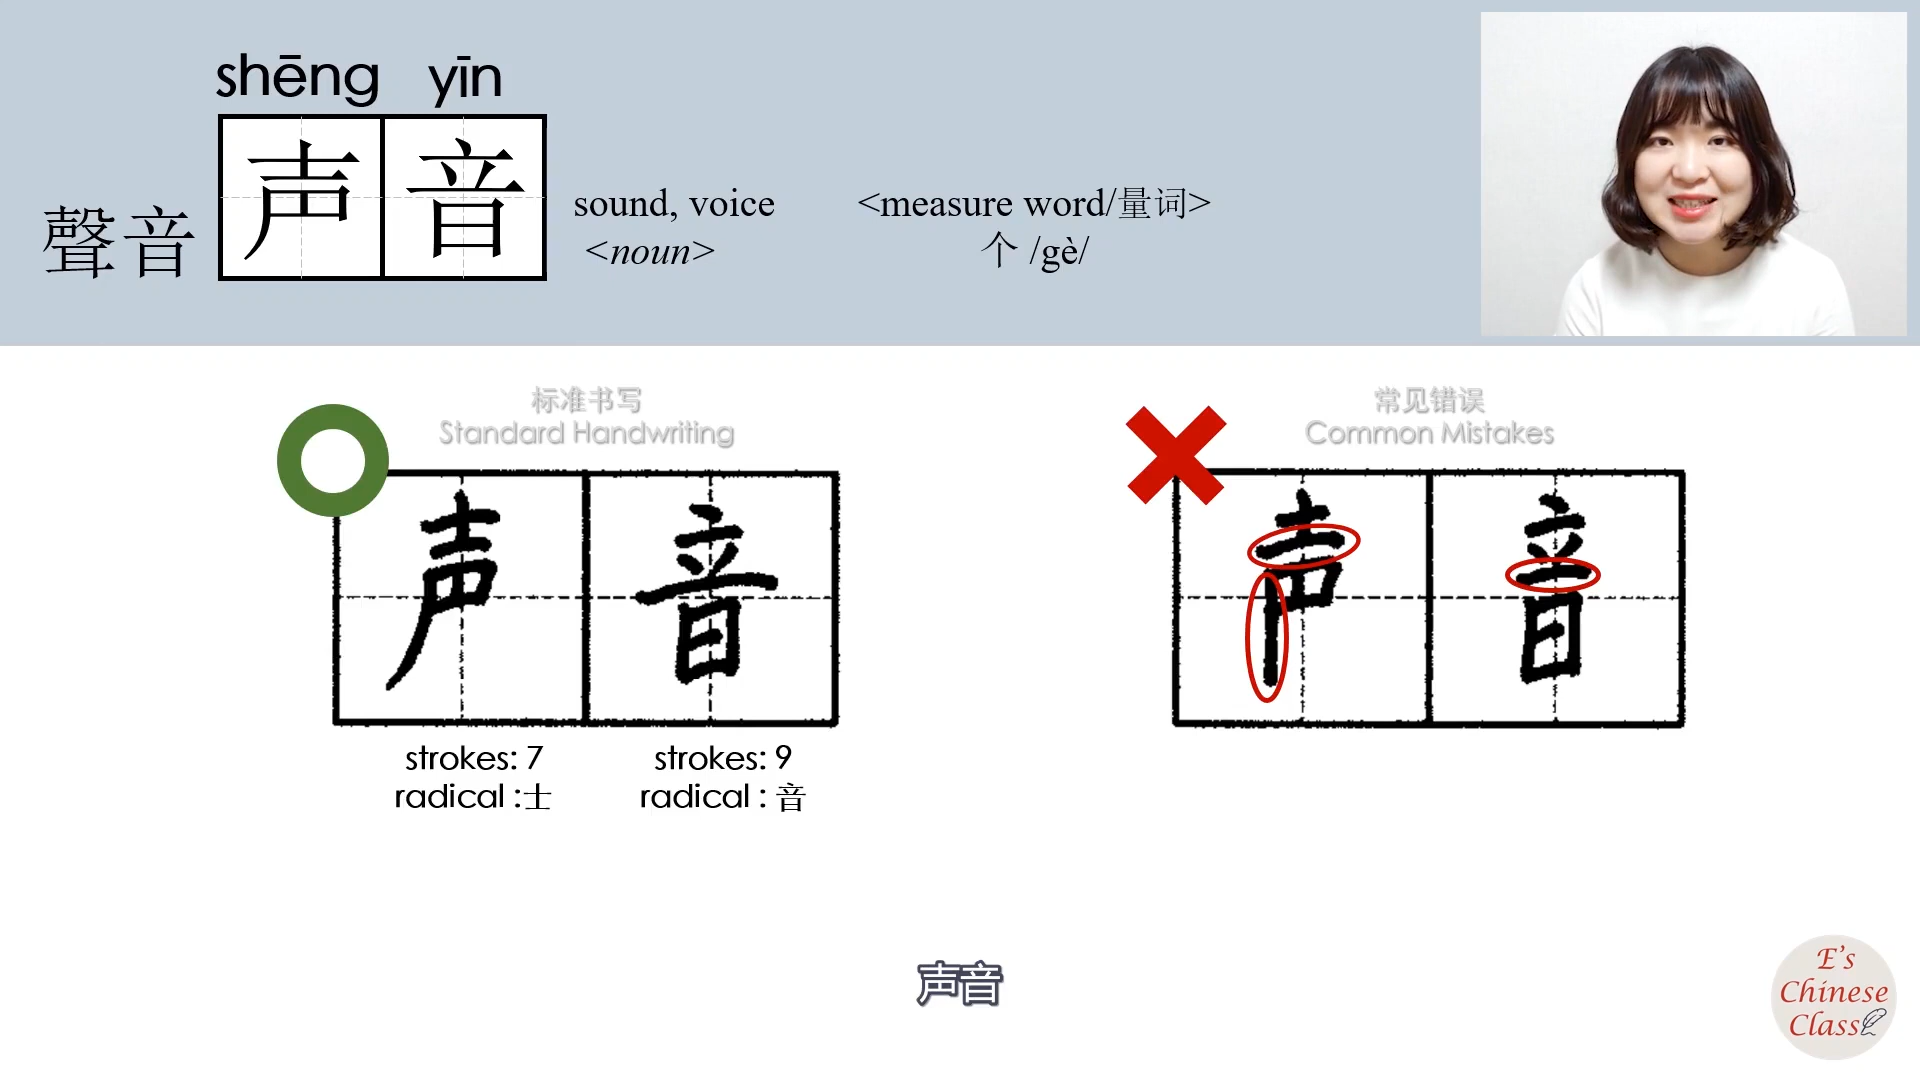 shēng yīn
聲音 声音
sound, voice
<noun>
<measure word/量词>
个 /gè/
标准书写
Standard Handwriting
声音
strokes: 7
radical :士
strokes: 9
radical : 音
常见错误
Common Mistakes
声音
声音
E's
Chinese
Class